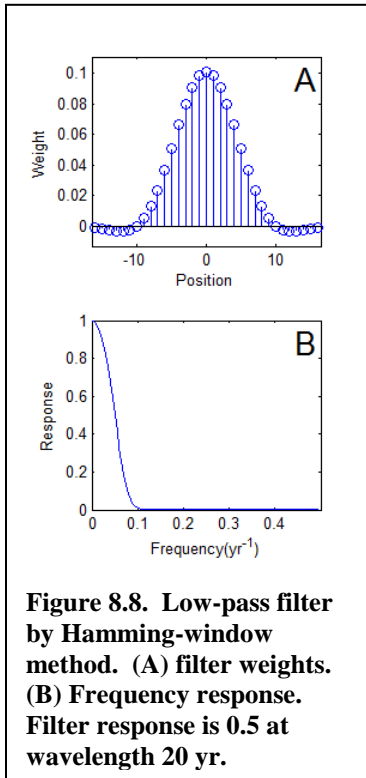 A
0.1
0.08
0.06
0.04
0.02
0
Weight
-10 0 10
Position
B
1
0.8
0.6
0.4
0.2
0
Response
0 0.1 0.2 0.3 0.4
Frequency(yr⁻¹)
Figure 8.8. Low-pass filter
by Hamming-window
method. (A) filter weights.
(B) Frequency response.
Filter response is 0.5 at
wavelength 20 yr.